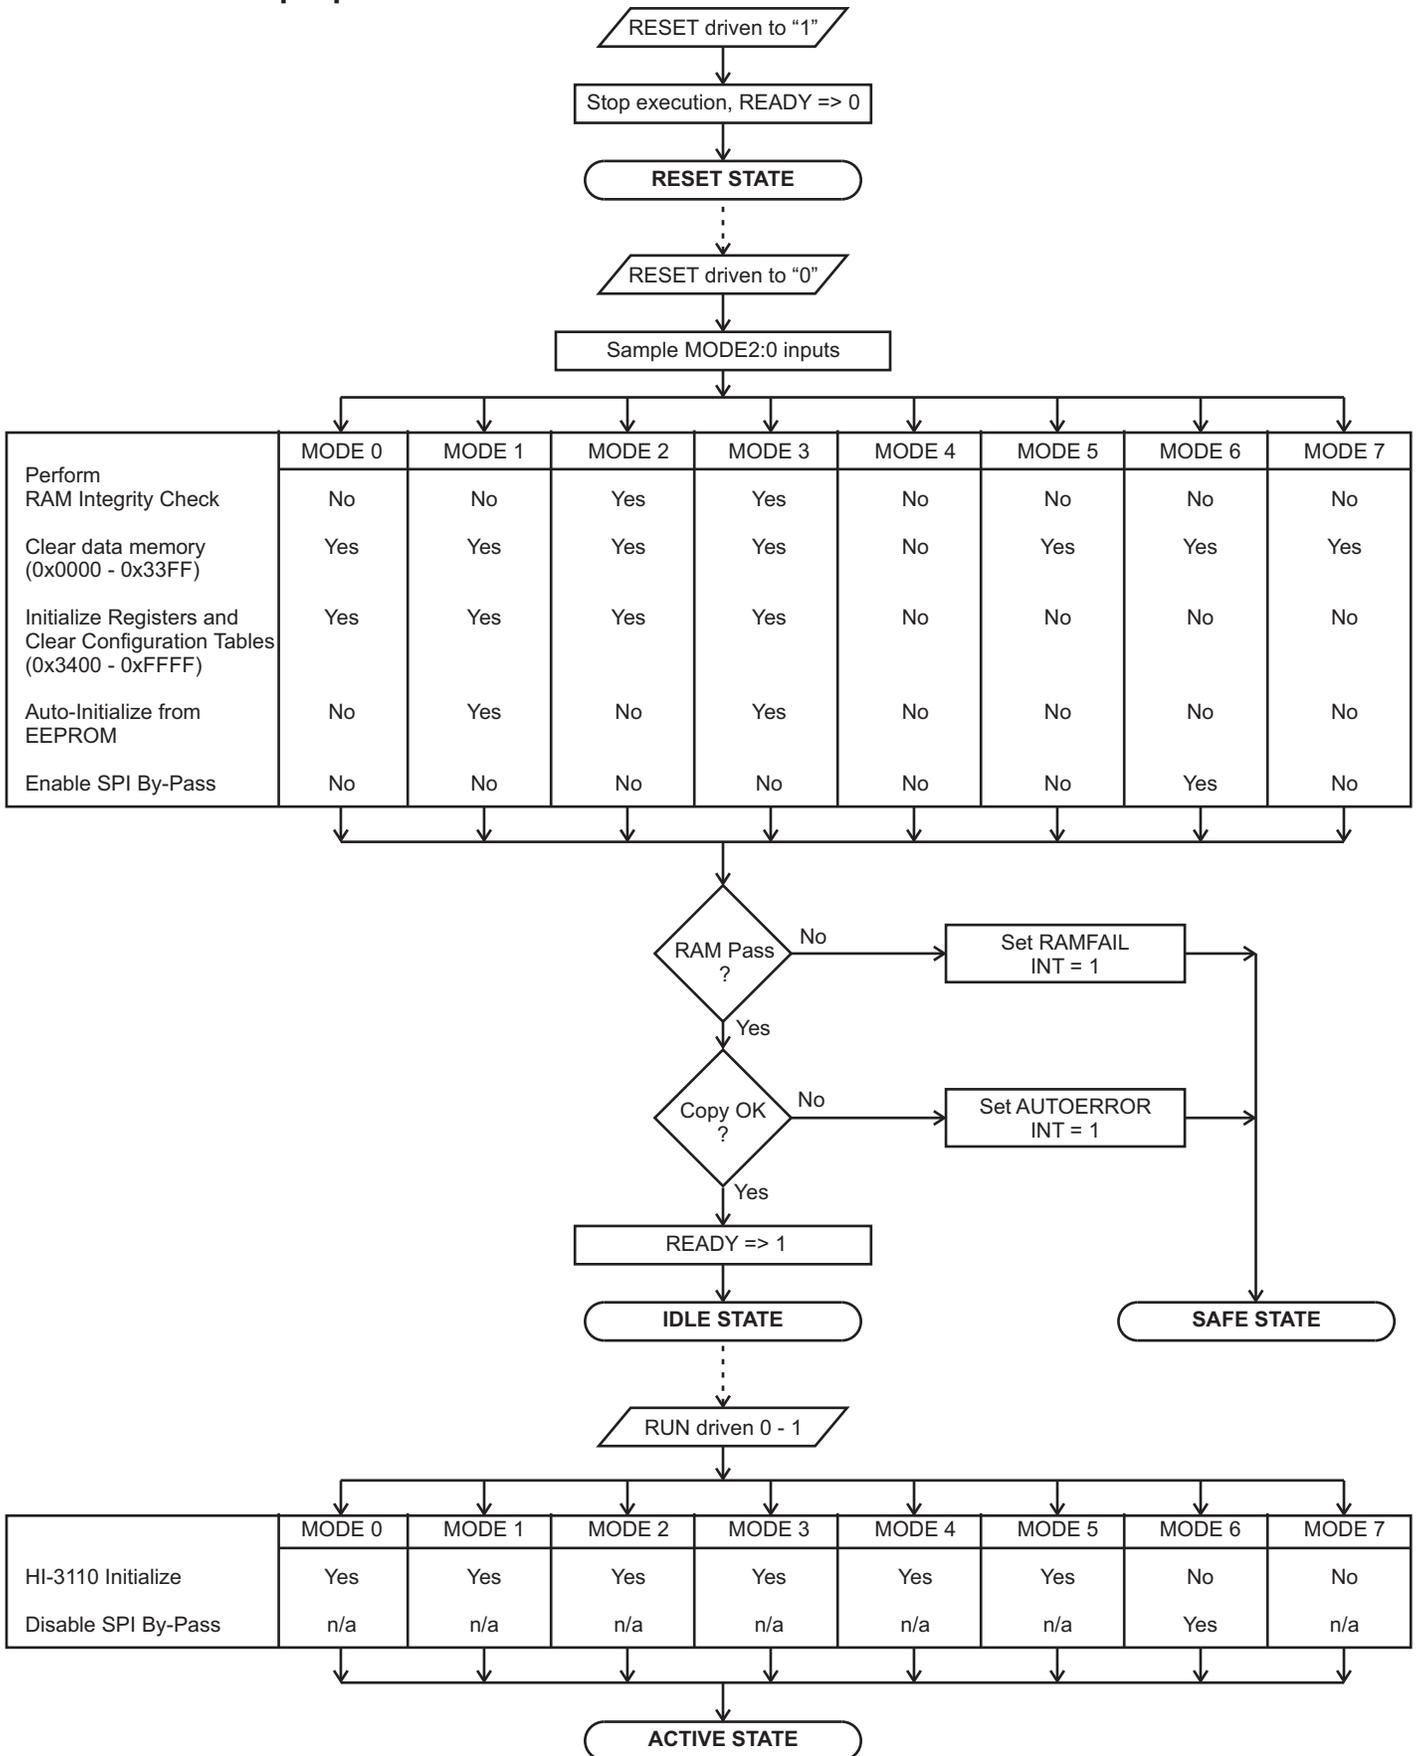 RESET driven to “1”
Stop execution, READY => 0
RESET STATE
RESET driven to “0”
Sample MODE2:0 inputs
MODE 0 MODE 1 MODE 2 MODE 3 MODE 4 MODE 5 MODE 6 MODE 7
Perform
RAM Integrity Check No No Yes Yes No No No No
Clear data memory Yes Yes Yes Yes No Yes Yes Yes
(0x0000 - 0x33FF)
Initialize Registers and Yes Yes Yes Yes No No No No
Clear Configuration Tables
(0x3400 - 0xFFFF)
Auto-Initialize from No Yes No Yes No No No No
EEPROM
Enable SPI By-Pass No No No No No No Yes No
RAM Pass
?
No
Set RAMFAIL
INT = 1
Yes
Copy OK
?
No
Set AUTOERROR
INT = 1
Yes
READY => 1
IDLE STATE
SAFE STATE
RUN driven 0 - 1
MODE 0 MODE 1 MODE 2 MODE 3 MODE 4 MODE 5 MODE 6 MODE 7
HI-3110 Initialize Yes Yes Yes Yes Yes Yes No No
Disable SPI By-Pass n/a n/a n/a n/a n/a n/a Yes n/a
ACTIVE STATE